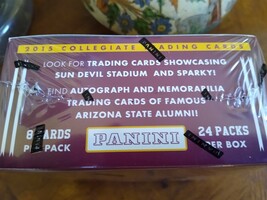 2015 COLLEGIATE TRADING CARDS
LOOK FOR TRADING CARDS SHOWCASING
SUN DEVIL STADIUM AND SPARKY!
FIND AUTOGRAPH AND MEMORABILIA
TRADING CARDS OF FAMOUS
ARIZONA STATE ALUMNI!
8 CARDS
PER PACK
PANINI
24 PACKS
PER BOX